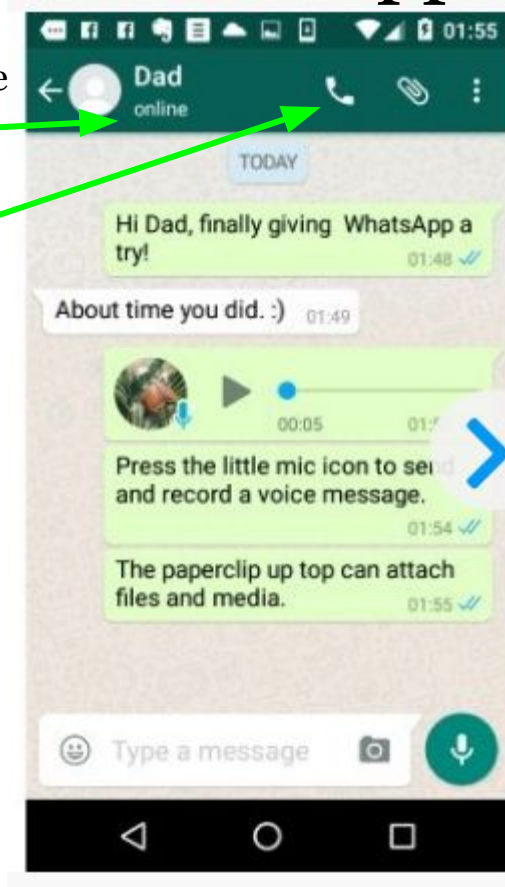 01:55
Dad
online
TODAY
Hi Dad, finally giving WhatsApp a
try!
01:48
About time you did. :) 01:49
00:05
Press the little mic icon to
and record a voice message.
01:54
The paperclip up top can attach
files and media.
01:55
Type a message